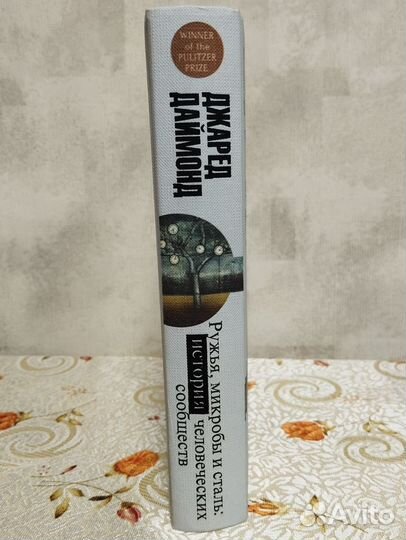 WINNER
of the
PULITZER
PRIZE
ДЖАРЕД
ДАЙМОНД
Ружья, микробы и сталь:
история человеческих
сообществ
Avito